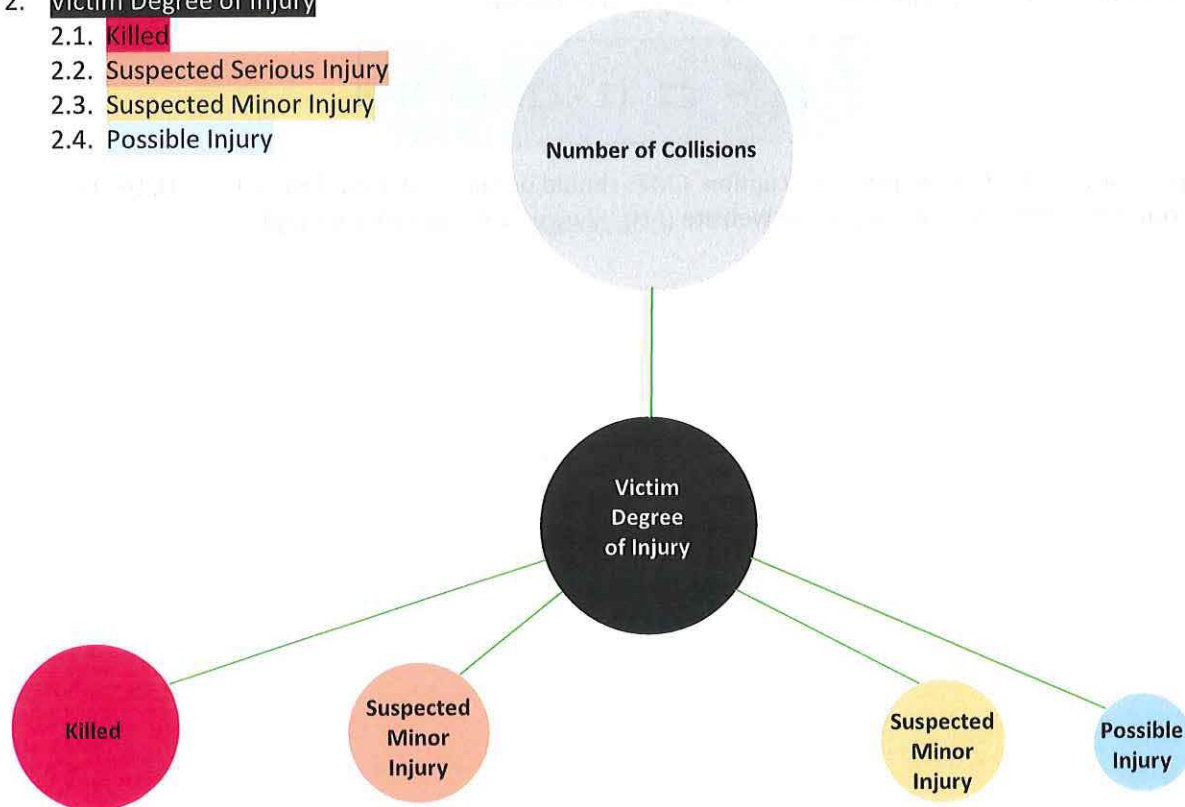 2. Victim Degree of Injury
2.1. Killed
2.2. Suspected Serious Injury
2.3. Suspected Minor Injury
2.4. Possible Injury
Number of Collisions
Victim
Degree
of Injury
Killed
Suspected
Minor
Injury
Suspected
Minor
Injury
Possible
Injury